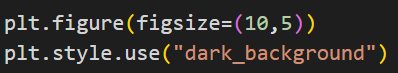 plt.figure(figsize=(10,5))
plt.style.use("dark_background")